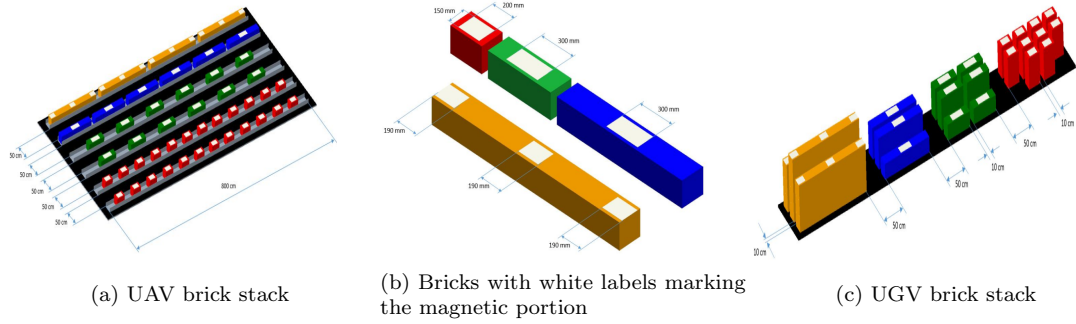 150 mm
200 mm
300 mm
300 mm
190 mm
190 mm
190 mm
50 cm
50 cm
50 cm
50 cm
50 cm
800 cm
10 cm
50 cm
10 cm
50 cm
50 cm
10 cm
(a) UAV brick stack
(b) Bricks with white labels marking
the magnetic portion
(c) UGV brick stack